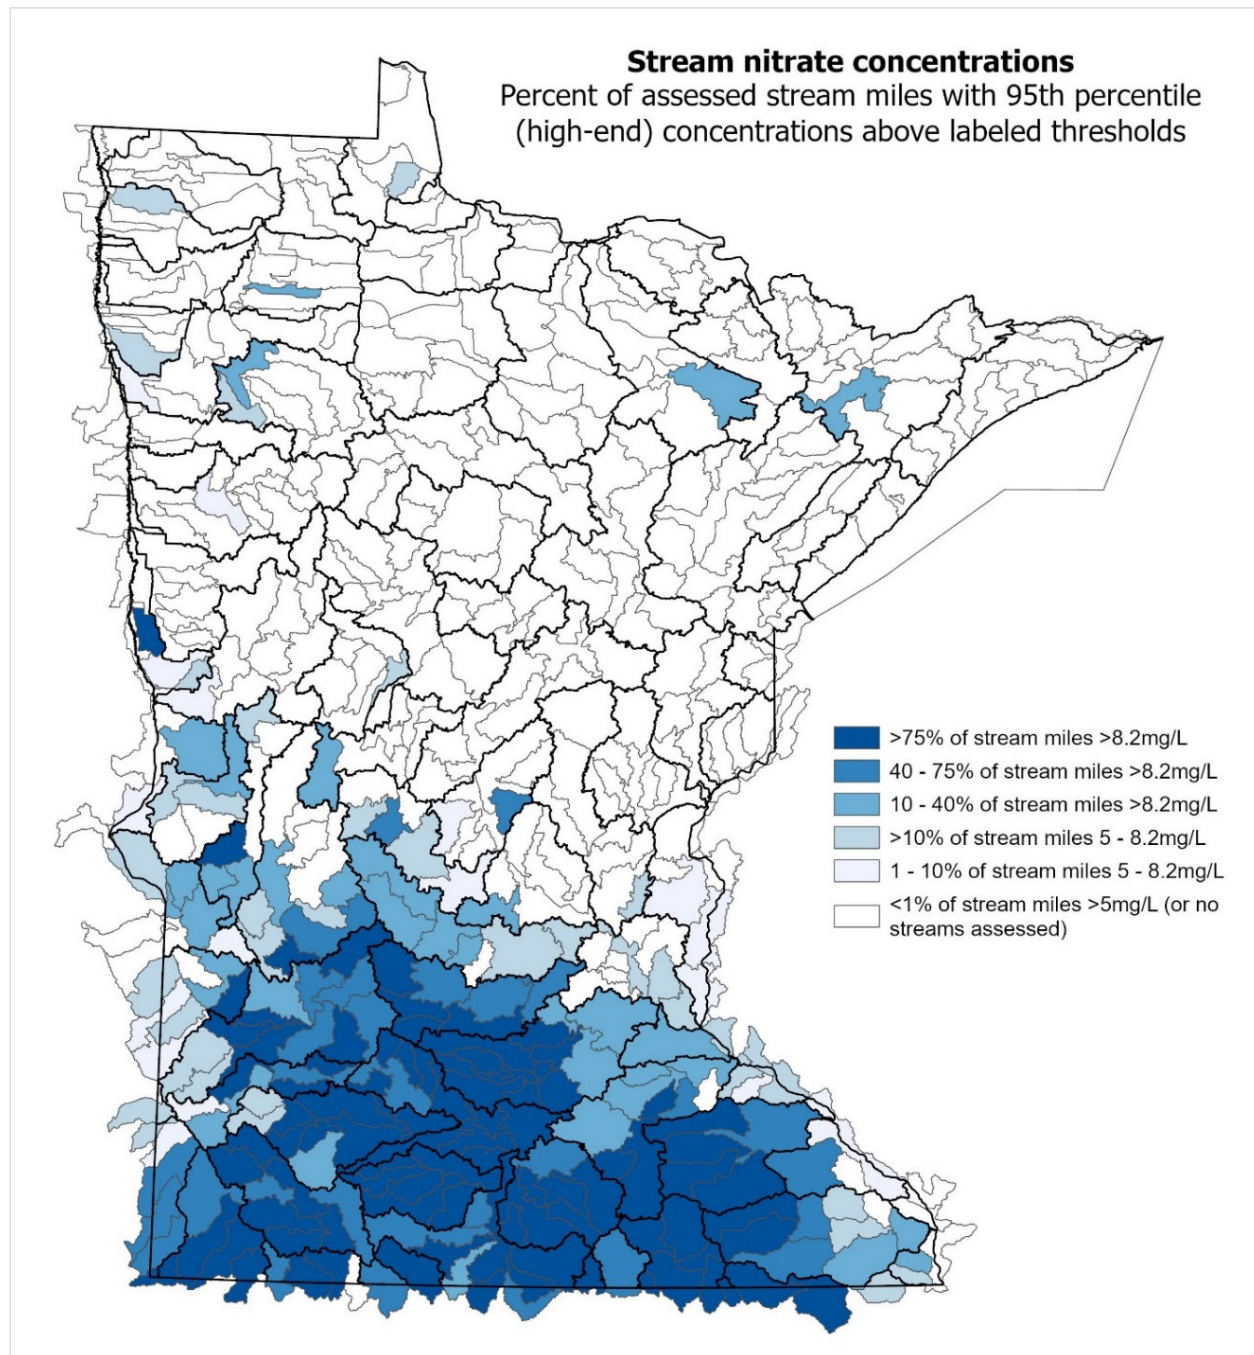 Stream nitrate concentrations
Percent of assessed stream miles with 95th percentile
(high-end) concentrations above labeled thresholds
>75% of stream miles >8.2mg/L
40 - 75% of stream miles >8.2mg/L
10 - 40% of stream miles >8.2mg/L
>10% of stream miles 5 - 8.2mg/L
1 - 10% of stream miles 5 - 8.2mg/L
<1% of stream miles >5mg/L (or no
streams assessed)